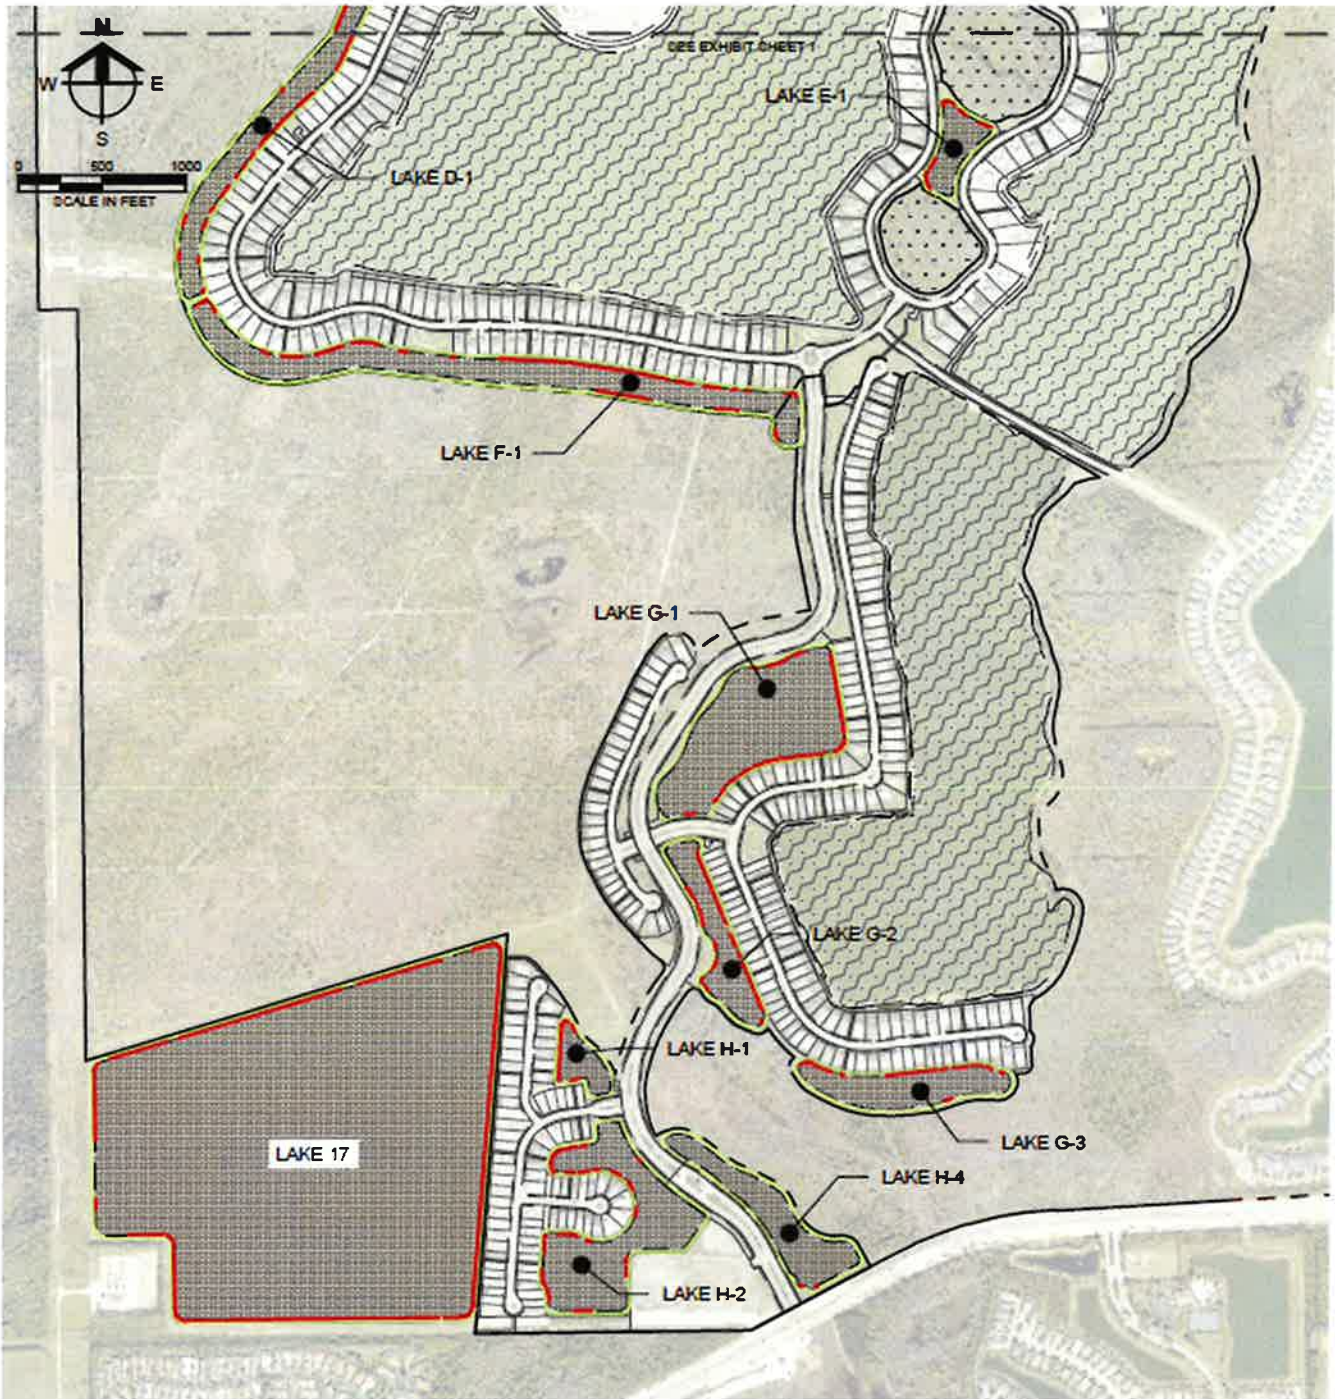 N
SEE EXHIBIT SHEET 1
W E
LAKE E-1
S
0 500 1000
SCALE IN FEET
LAKE D-1
LAKE F-1
LAKE G-1
LAKE G-2
LAKE H-1
LAKE G-3
LAKE 17
LAKE H-4
LAKE H-2